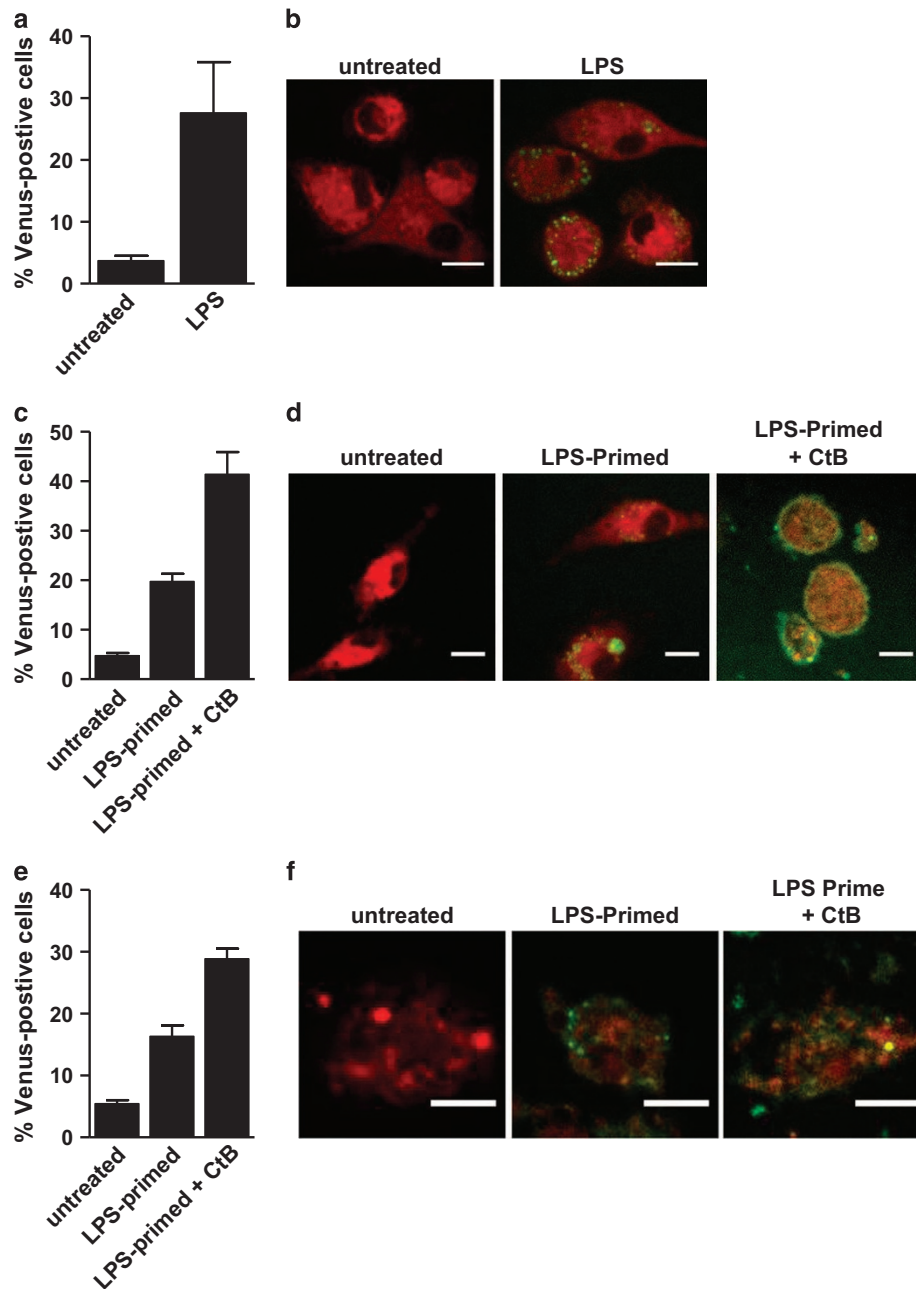 a
% Venus-postive cells
40
30
20
10
0
untreated
LPS
b
untreated
LPS
c
% Venus-postive cells
50
40
30
20
10
0
untreated
LPS-primed
LPS-primed + CtB
d
untreated
LPS-Primed
LPS-Primed
+ CtB
e
% Venus-postive cells
40
30
20
10
0
untreated
LPS-primed
LPS-primed + CtB
f
untreated
LPS-Primed
LPS Prime
+ CtB